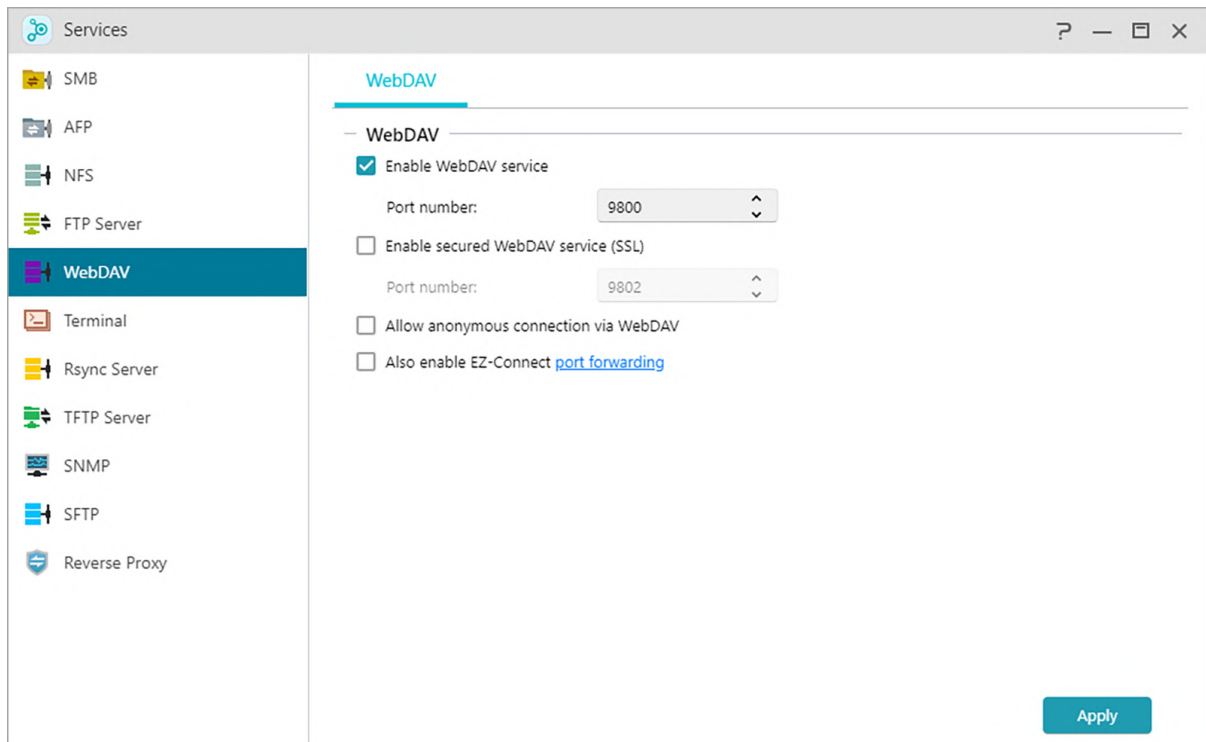 Services
SMB
AFP
NFS
FTP Server
WebDAV
Terminal
Rsync Server
TFTP Server
SNMP
SFTP
Reverse Proxy
WebDAV
WebDAV
Enable WebDAV service
Port number: 9800
Enable secured WebDAV service (SSL)
Port number: 9802
Allow anonymous connection via WebDAV
Also enable EZ-Connect port forwarding
Apply